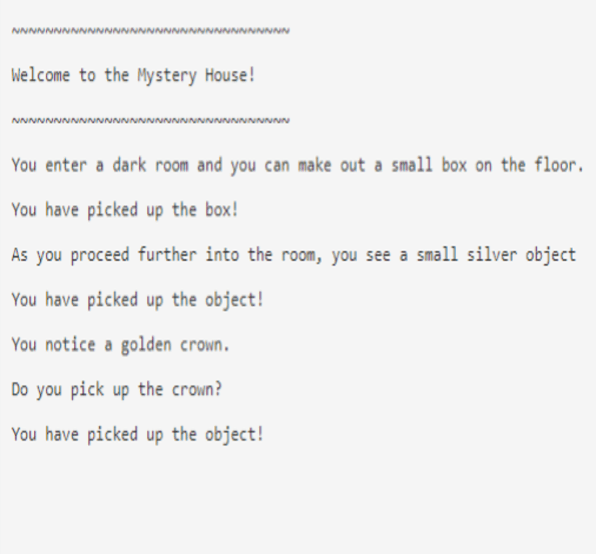 ~~~~~~~~~~~~~~~~~~~~~~~~~~~~~~~~~
Welcome to the Mystery House!
~~~~~~~~~~~~~~~~~~~~~~~~~~~~~~~~~
You enter a dark room and you can make out a small box on the floor.
You have picked up the box!
As you proceed further into the room, you see a small silver object
You have picked up the object!
You notice a golden crown.
Do you pick up the crown?
You have picked up the object!